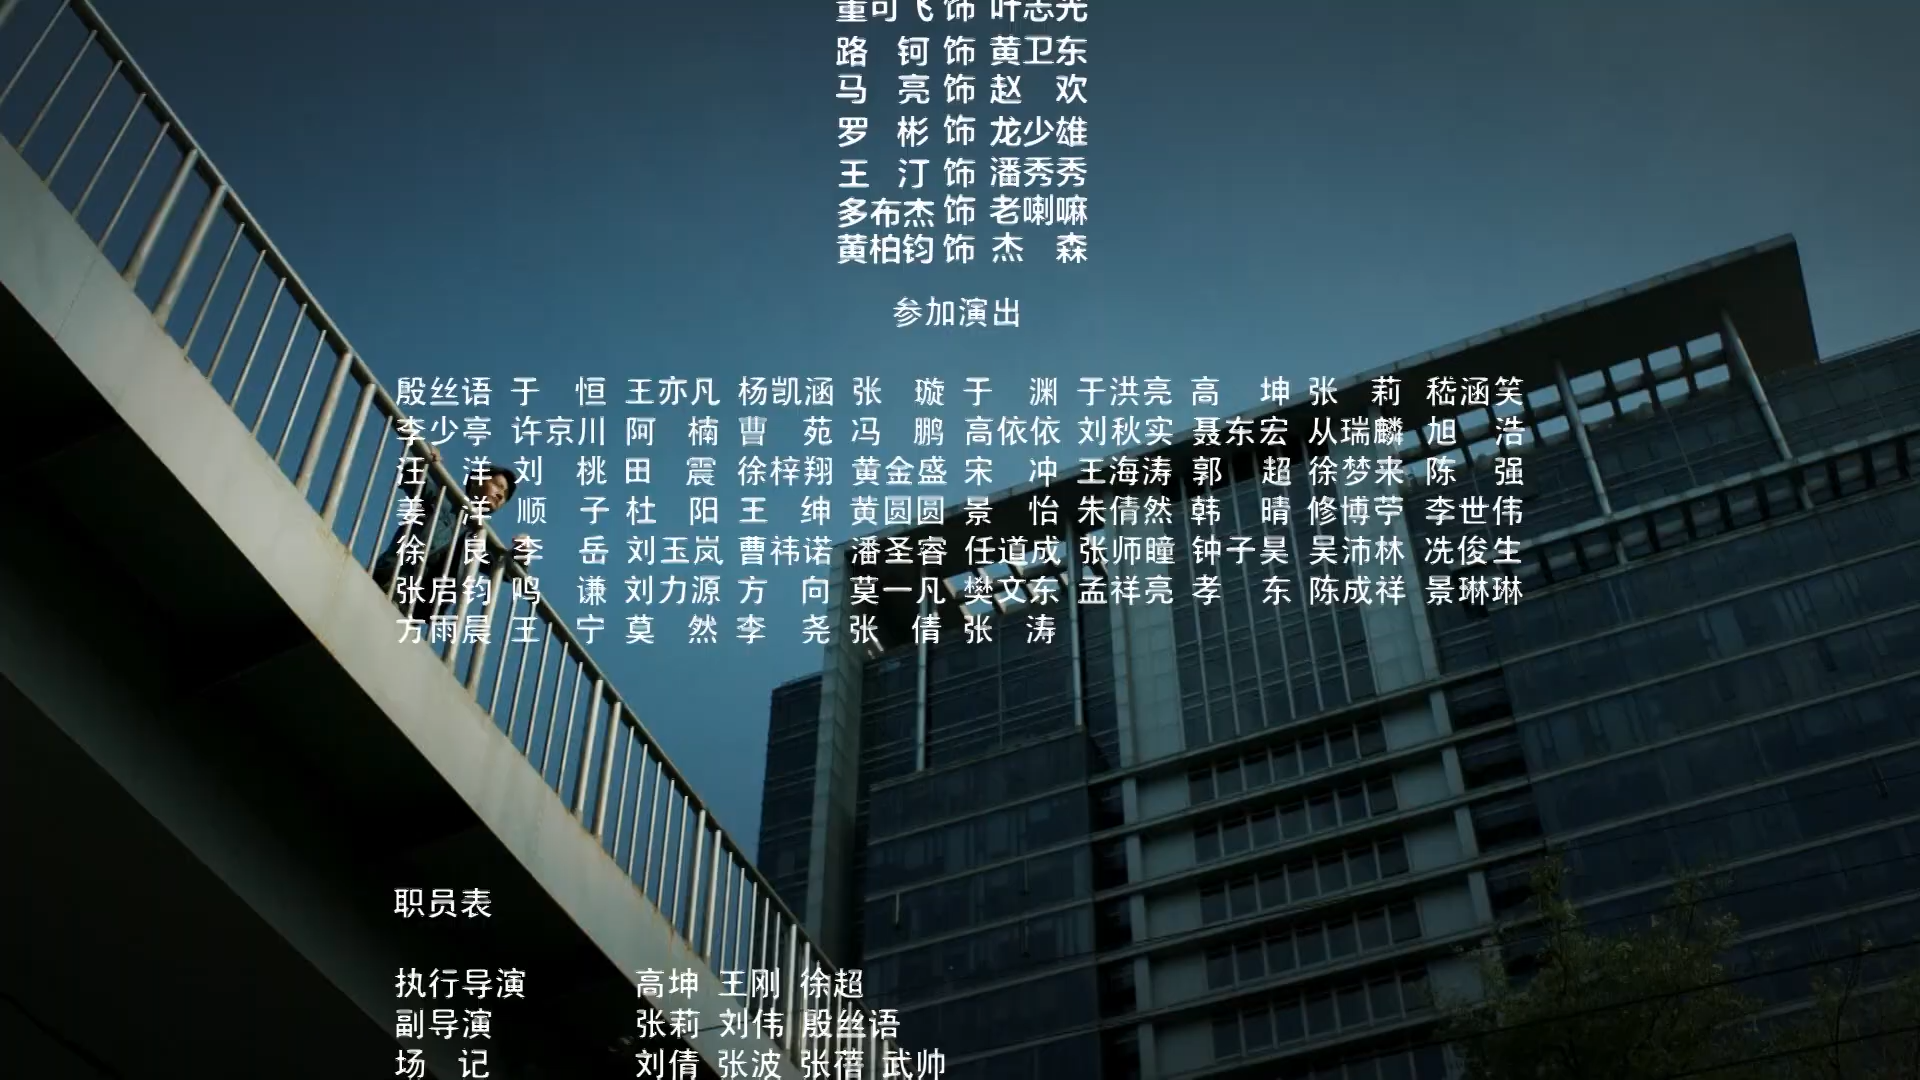 董可飞 饰 叶志光
路 钶 饰 黄卫东
马 亮 饰 赵 欢
罗 彬 饰 龙少雄
王 汀 饰 潘秀秀
多布杰 饰 老喇嘛
黄柏钧 饰 杰 森
参加演出
殷丝语 于 恒 王亦凡 杨凯涵 张 璇 于 渊 于洪亮 高 坤 张 莉 嵇涵笑
李少亭 许京川 阿 楠 曹 苑 冯 鹏 高依依 刘秋实 聂东宏 从瑞麟 旭 浩
汪 洋 刘 桃 田 震 徐梓翔 黄金盛 宋 冲 王海涛 郭 超 徐梦来 陈 强
姜 洋 顺 子 杜 阳 王 绅 黄圆圆 景 怡 朱倩然 韩 晴 修博苧 李世伟
徐 良 李 岳 刘玉岚 曹祎诺 潘圣睿 任道成 张师瞳 钟子昊 吴沛林 冼俊生
张启钧 鸣 谦 刘力源 方 向 莫一凡 樊文东 孟祥亮 孝 东 陈成祥 景琳琳
方雨晨 王 宁 莫 然 李 尧 张 倩 张 涛
职员表
执行导演 高坤 王刚 徐超
副导演 张莉 刘伟 殷丝语
场 记 刘倩 张波 张蓓 武帅